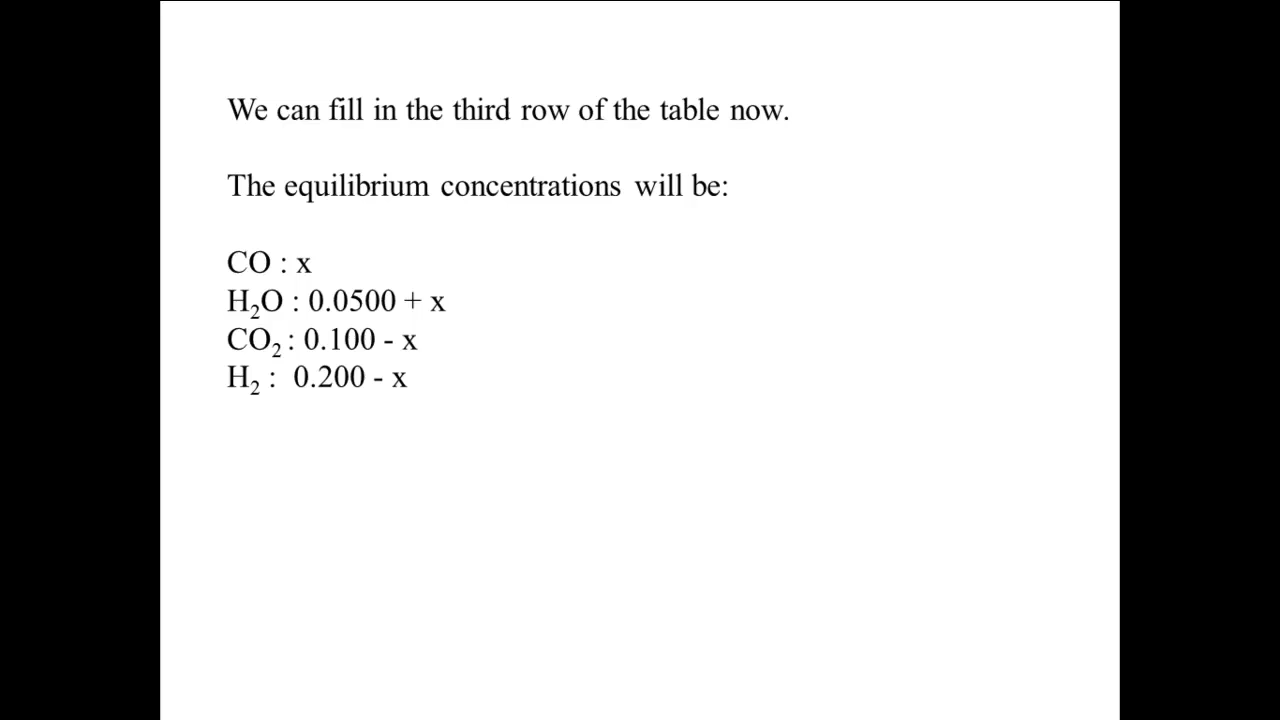 We can fill in the third row of the table now.
The equilibrium concentrations will be:
CO : x
H₂O : 0.0500 + x
CO₂ : 0.100 - x
H₂ : 0.200 - x